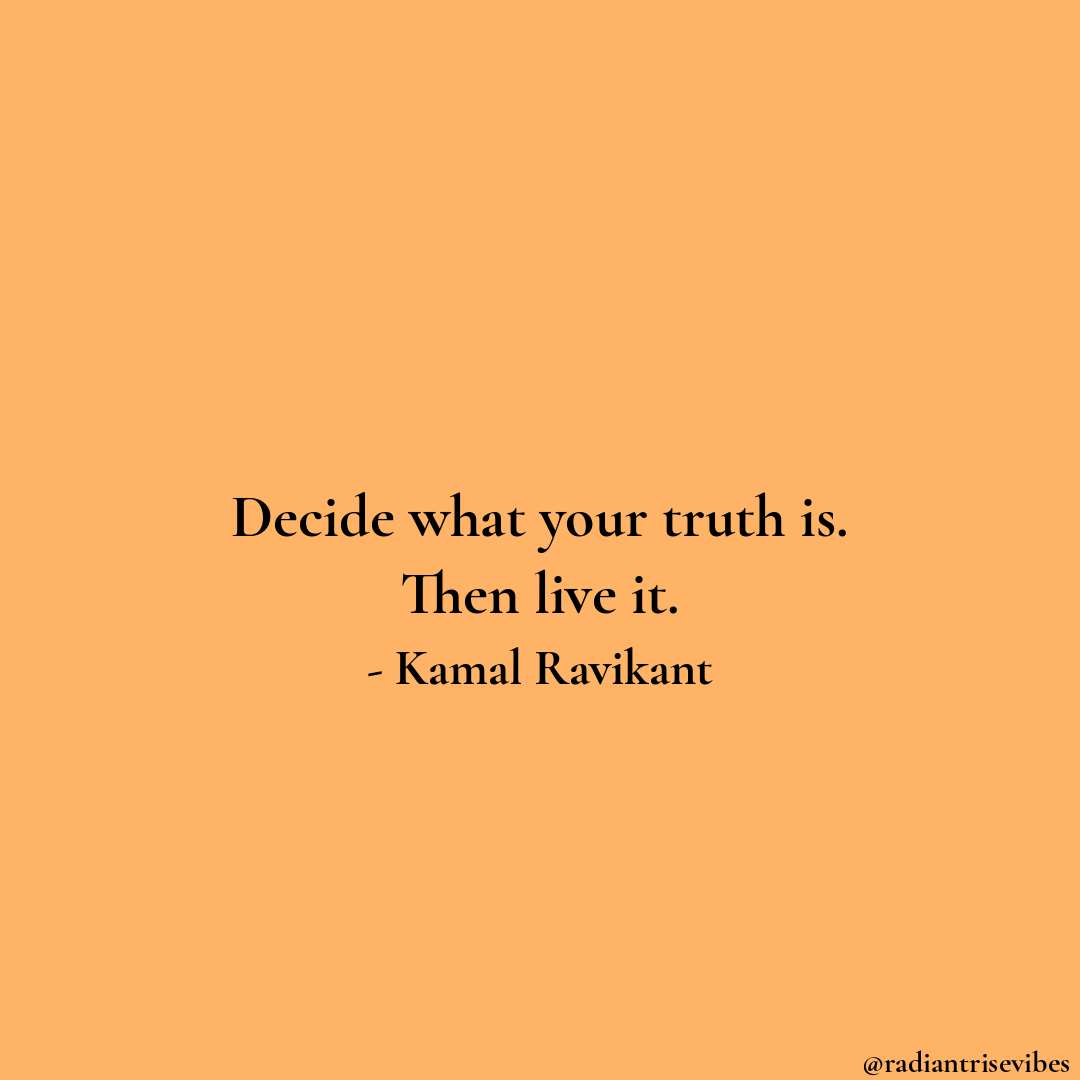 Decide what your truth is.
Then live it.
- Kamal Ravikant
@radiantrisevibes